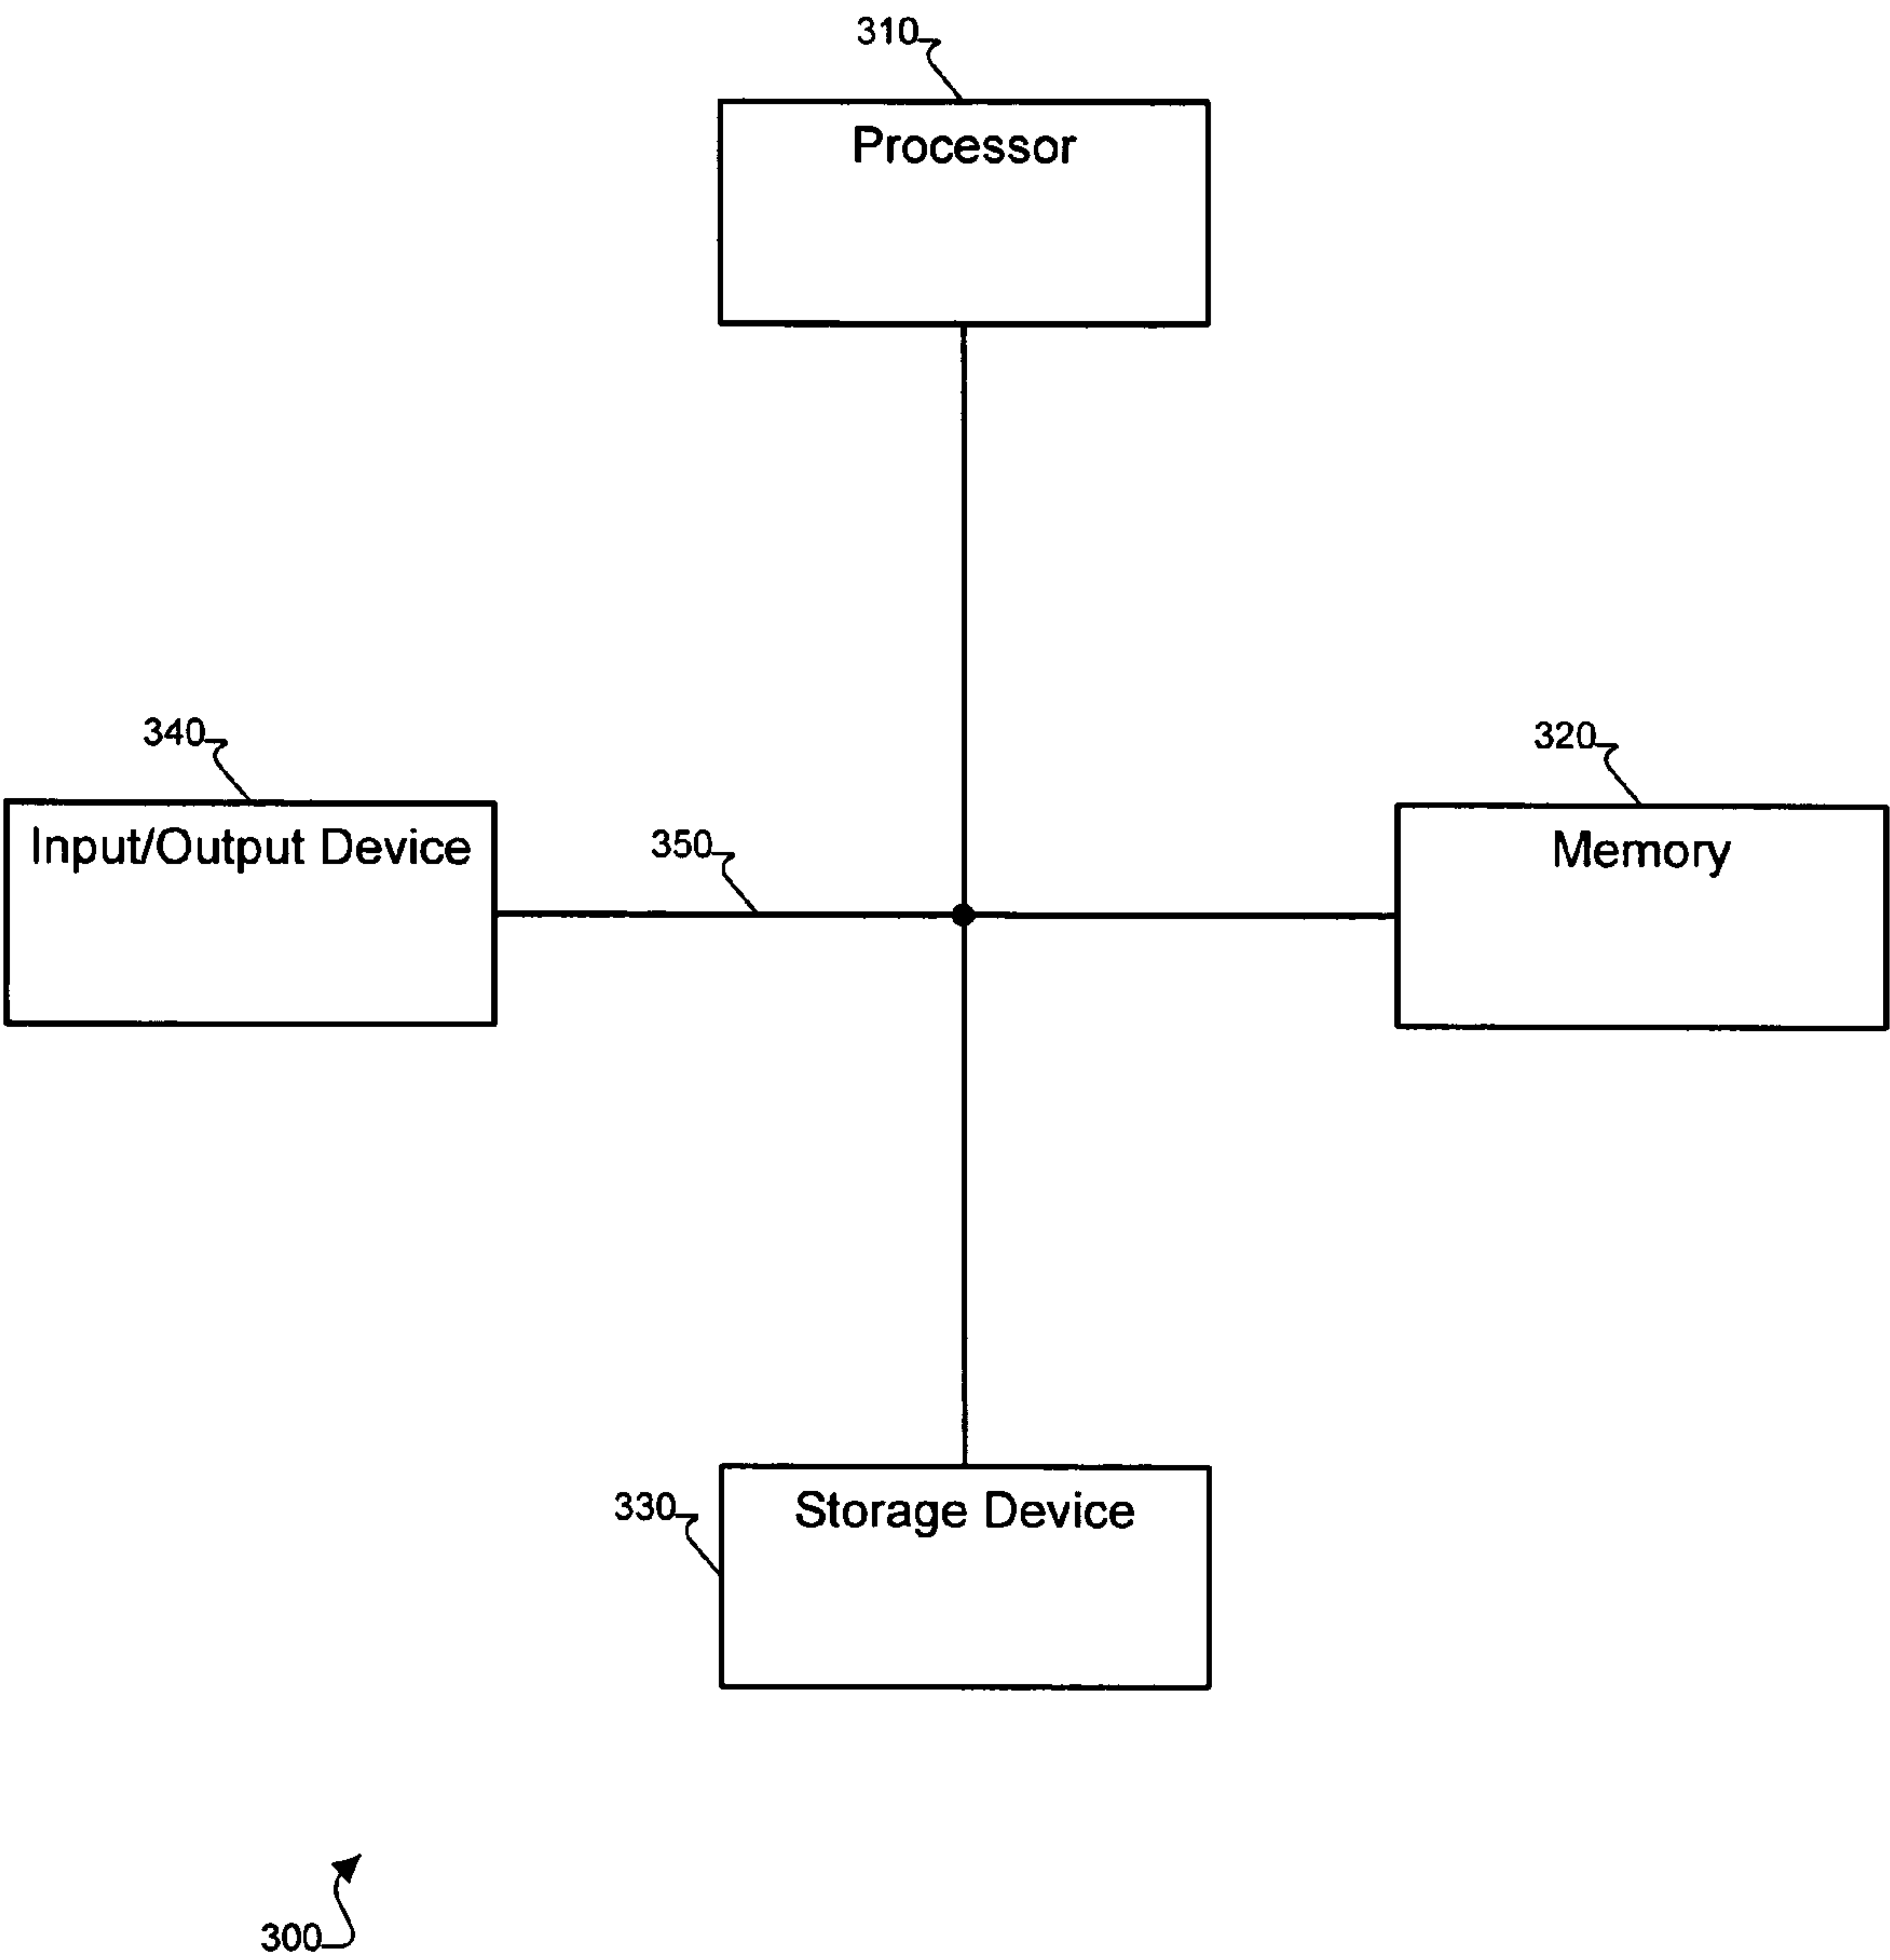 310
Processor
340
320
Input/Output Device
350
Memory
330
Storage Device
300